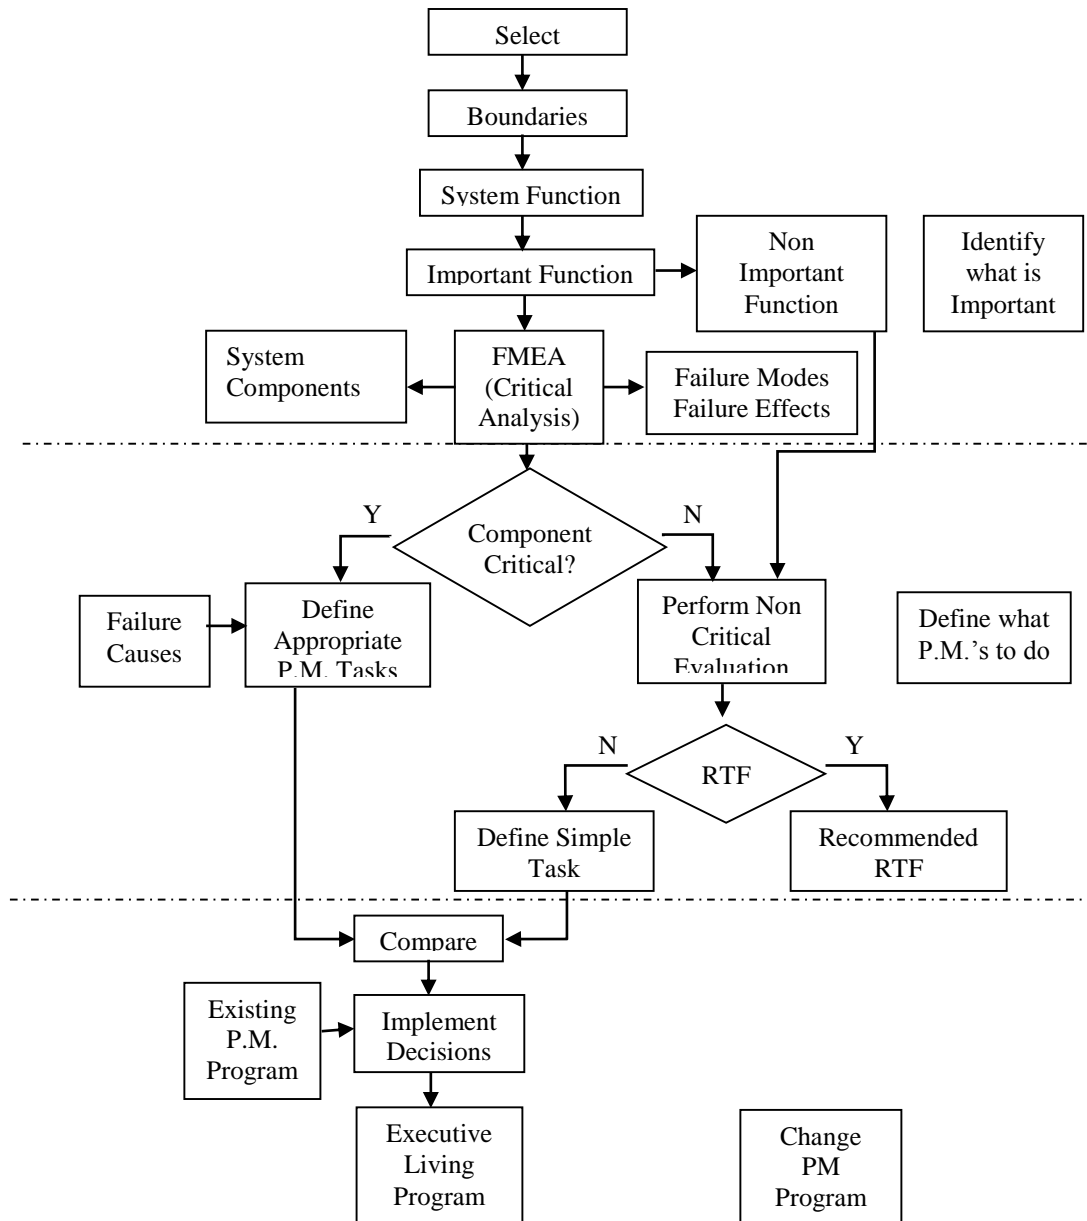 Select
Boundaries
System Function
Important Function
Non
Important
Function
Identify
what is
Important
System
Components
FMEA
(Critical
Analysis)
Failure Modes
Failure Effects
Y
Component
Critical?
N
Failure
Causes
Define
Appropriate
P.M. Tasks
Perform Non
Critical
Evaluation
Define what
P.M.’s to do
N
RTF
Y
Define Simple
Task
Recommended
RTF
Compare
Existing
P.M.
Program
Implement
Decisions
Executive
Living
Program
Change
PM
Program